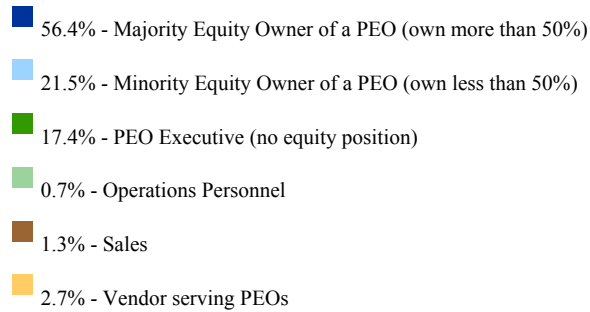 56.4% - Majority Equity Owner of a PEO (own more than 50%)
21.5% - Minority Equity Owner of a PEO (own less than 50%)
17.4% - PEO Executive (no equity position)
0.7% - Operations Personnel
1.3% - Sales
2.7% - Vendor serving PEOs